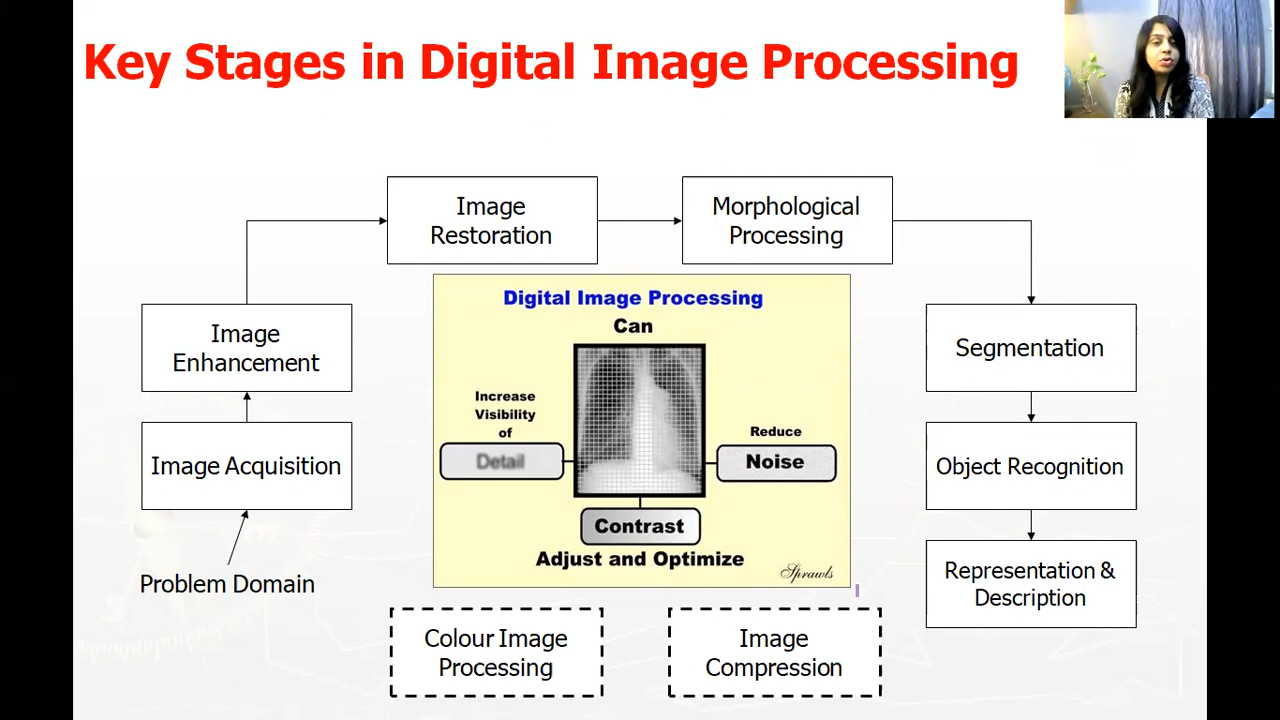 Key Stages in Digital Image Processing
Image
Restoration
Morphological
Processing
Image
Enhancement
Segmentation
Image Acquisition
Object Recognition
Problem Domain
Representation &
Description
Digital Image Processing
Can
Increase
Visibility
of
Detail
Reduce
Noise
Contrast
Adjust and Optimize
Sprawls
Colour Image
Processing
Image
Compression